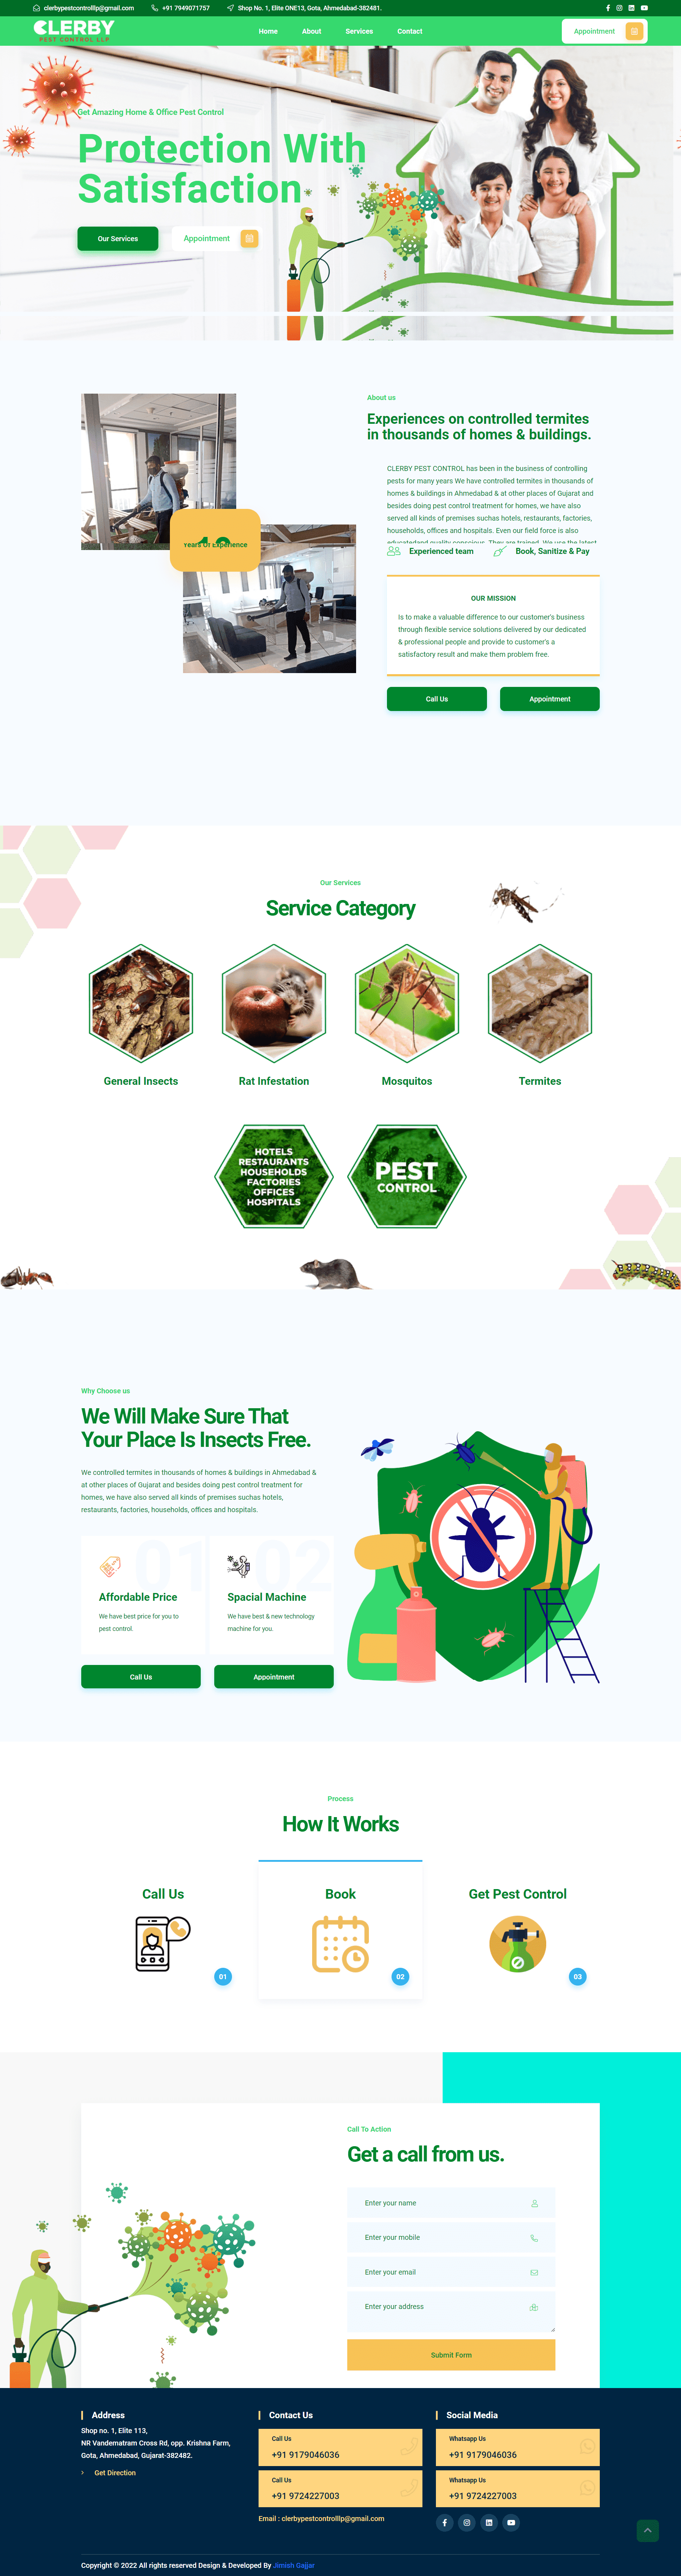 clerbypestcontrolllp@gmail.com
+91 7949071757
Shop No. 1, Elite ONE13, Gota, Ahmedabad-382481.
CLERBY
PEST CONTROL LLP
Home
About
Services
Contact
Appointment
Get Amazing Home & Office Pest Control
Protection With
Satisfaction
Our Services
Appointment
About us
Experiences on controlled termites
in thousands of homes & buildings.
CLERBY PEST CONTROL has been in the business of controlling
pests for many years We have controlled termites in thousands of
homes & buildings in Ahmedabad & at other places of Gujarat and
besides doing pest control treatment for homes, we have also
served all kinds of premises suchas hotels, restaurants, factories,
households, offices and hospitals. Even our field force is also
educatedand quality conscious. They are trained. We use the latest
Years Of Experience
Experienced team
Book, Sanitize & Pay
OUR MISSION
Is to make a valuable difference to our customer's business
through flexible service solutions delivered by our dedicated
& professional people and provide to customer's a
satisfactory result and make them problem free.
Call Us
Appointment
Our Services
Service Category
General Insects
Rat Infestation
Mosquitos
Termites
HOTELS
RESTAURANTS
HOUSEHOLDS
FACTORIES
OFFICES
HOSPITALS
PEST
CONTROL
Why Choose us
We Will Make Sure That
Your Place Is Insects Free.
We controlled termites in thousands of homes & buildings in Ahmedabad &
at other places of Gujarat and besides doing pest control treatment for
homes, we have also served all kinds of premises suchas hotels,
restaurants, factories, households, offices and hospitals.
01
Affordable Price
We have best price for you to
pest control.
02
Spacial Machine
We have best & new technology
machine for you.
Call Us
Appointment
Process
How It Works
Call Us
01
Book
02
Get Pest Control
03
Call To Action
Get a call from us.
Enter your name
Enter your mobile
Enter your email
Enter your address
Submit Form
Address
Shop no. 1, Elite 113,
NR Vandematram Cross Rd, opp. Krishna Farm,
Gota, Ahmedabad, Gujarat-382482.
Get Direction
Contact Us
Call Us
+91 9179046036
Call Us
+91 9724227003
Email : clerbypestcontrolllp@gmail.com
Social Media
Whatsapp Us
+91 9179046036
Whatsapp Us
+91 9724227003
Copyright © 2022 All rights reserved Design & Developed By Jimish Gajjar